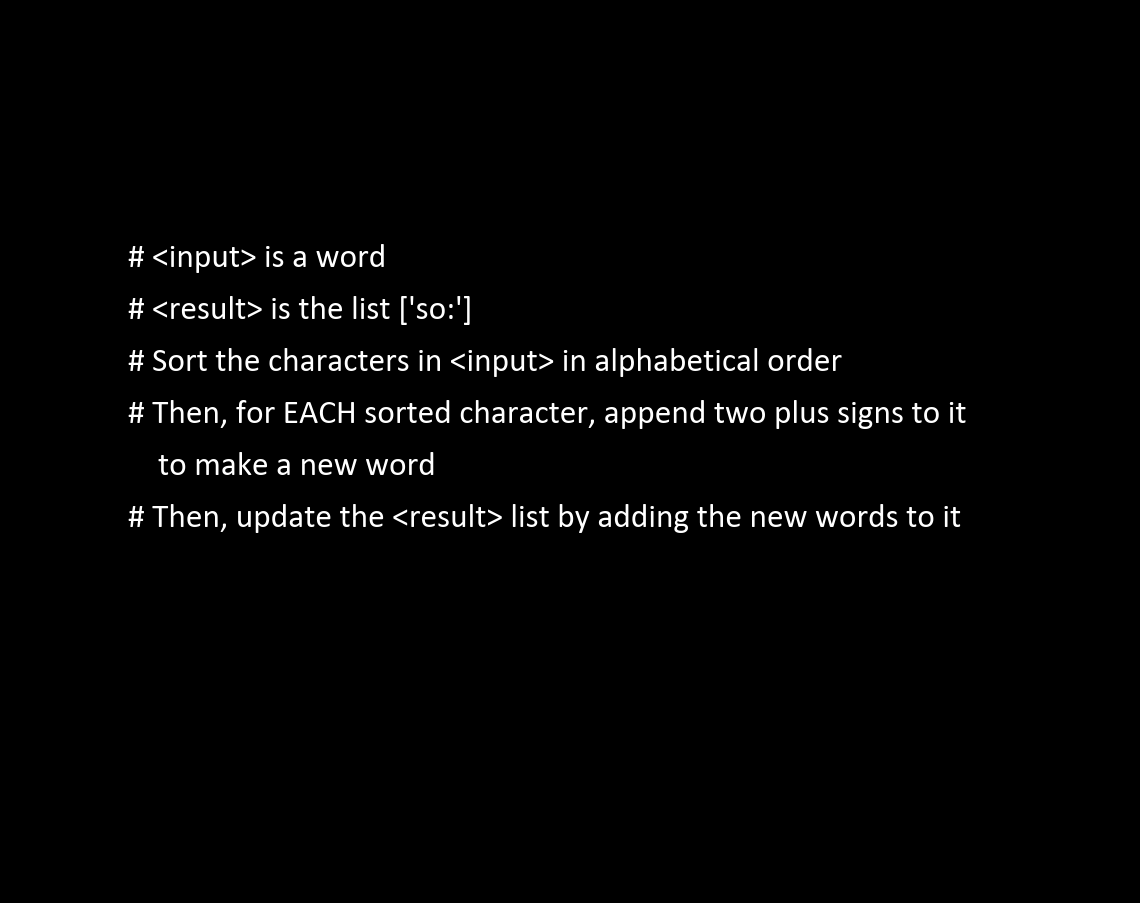 # <input> is a word
# <result> is the list ['so:']
# Sort the characters in <input> in alphabetical order
# Then, for EACH sorted character, append two plus signs to it
to make a new word
# Then, update the <result> list by adding the new words to it